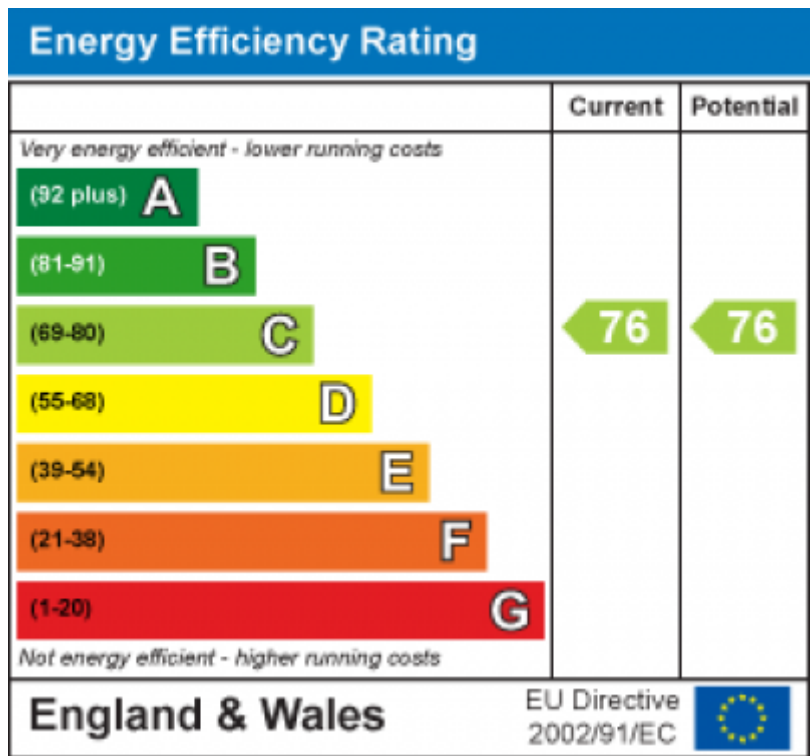 Energy Efficiency Rating
Current Potential
Very energy efficient - lower running costs
(92 plus) A
(81-91) B
(69-80) C 76 76
(55-68) D
(39-54) E
(21-38) F
(1-20) G
Not energy efficient - higher running costs
England & Wales EU Directive
2002/91/EC